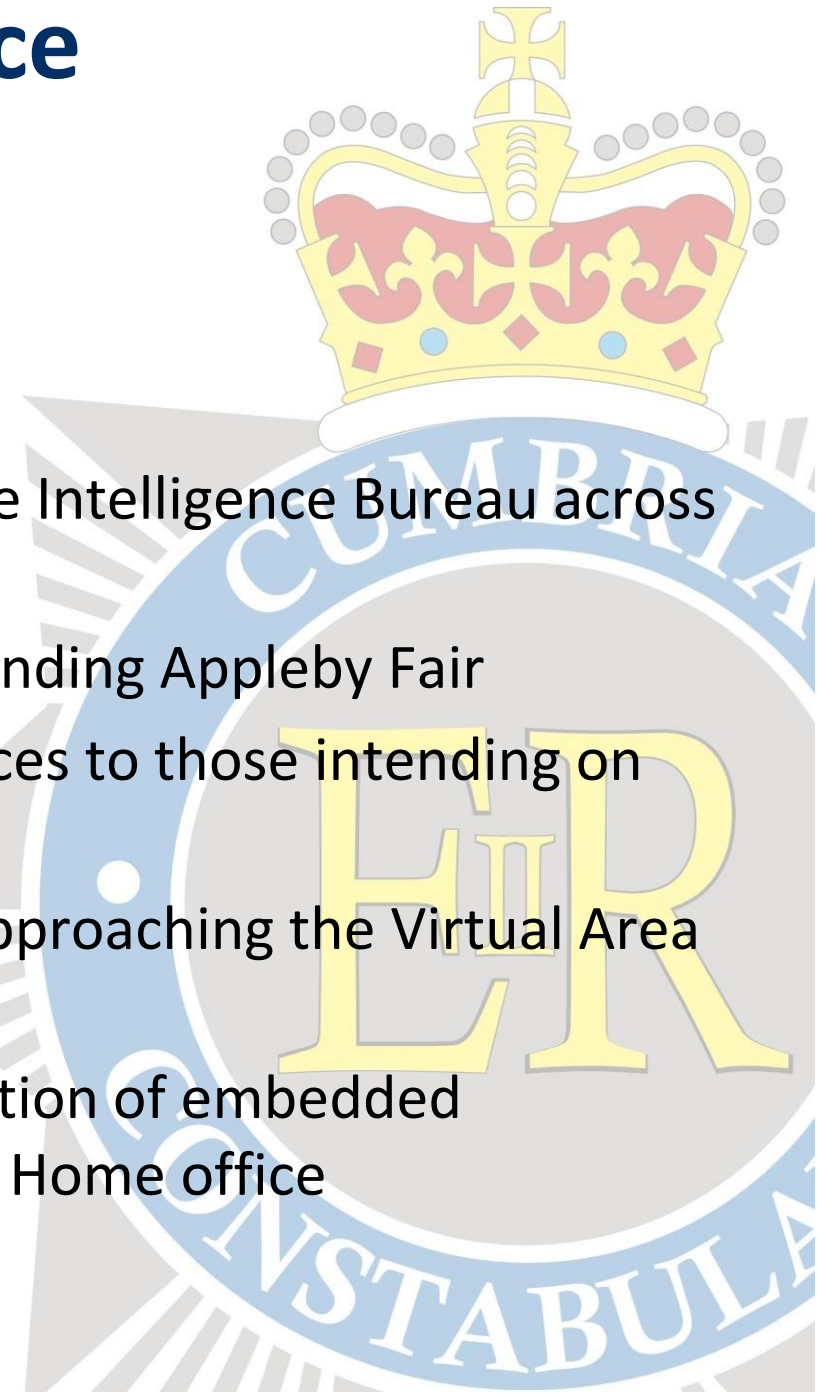 ce
e Intelligence Bureau across
nding Appleby Fair
ces to those intending on
pproaching the Virtual Area
tion of embedded
Home office
CUMBRIA
EIIR
CONSTABULA